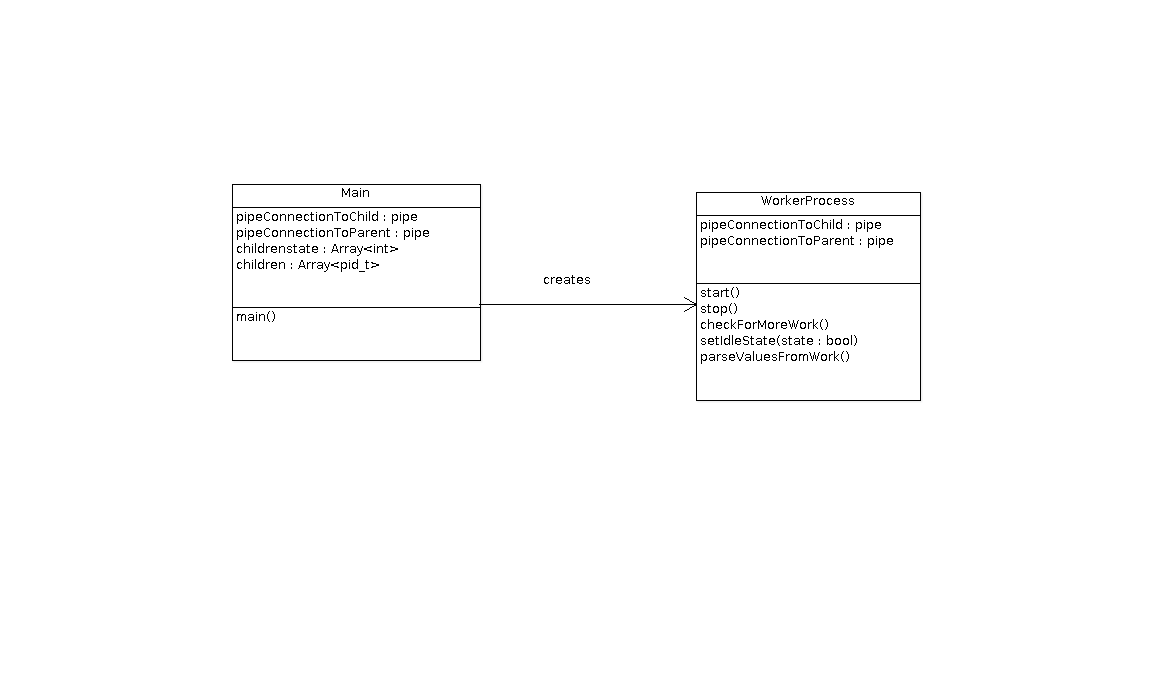 Main
pipeConnectionToChild : pipe
pipeConnectionToParent : pipe
childrenstate : Array<int>
children : Array<pid_t>
main()
creates
WorkerProcess
pipeConnectionToChild : pipe
pipeConnectionToParent : pipe
start()
stop()
checkForMoreWork()
setIdleState(state : bool)
parseValuesFromWork()